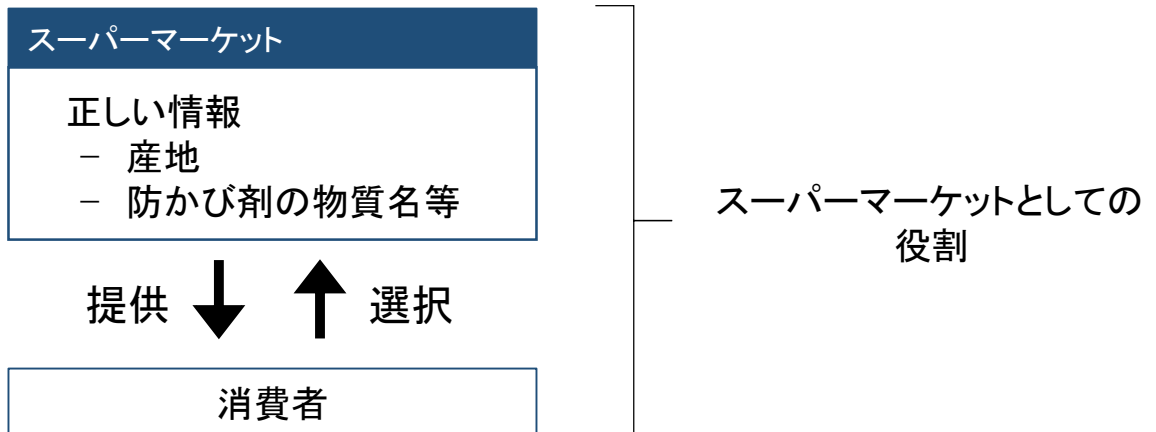 スーパーマーケット
正しい情報
－ 産地
－ 防かび剤の物質名等
提供
選択
消費者
スーパーマーケットとしての
役割